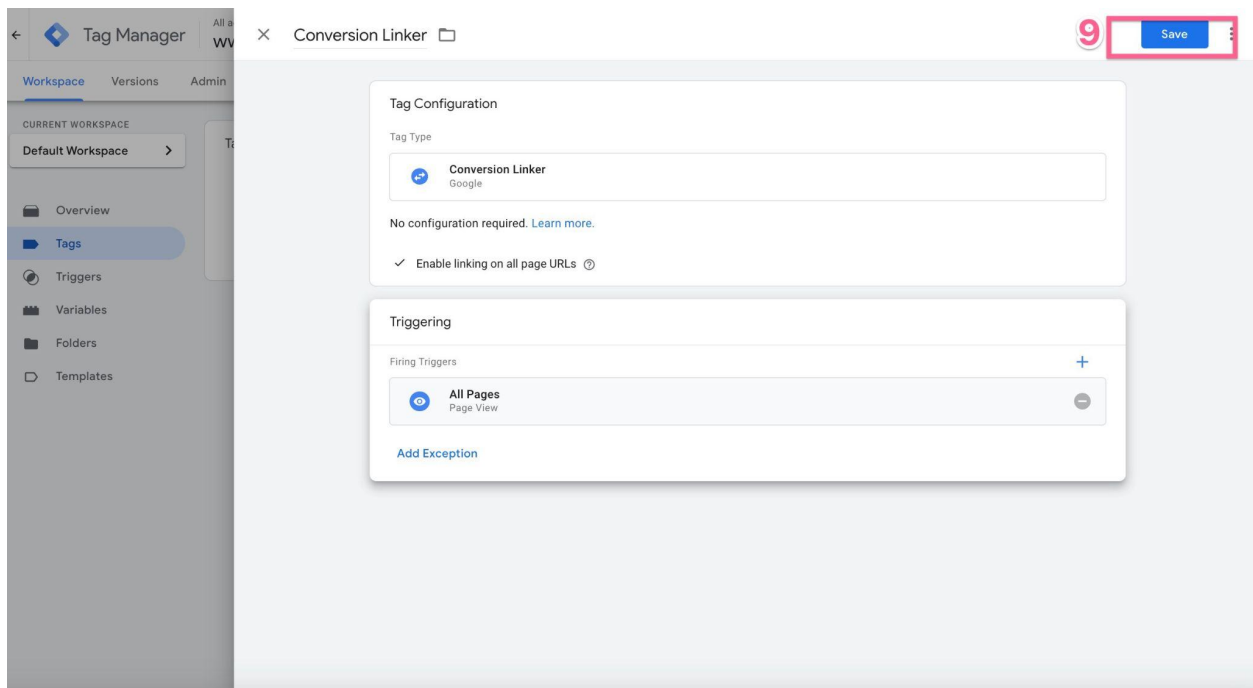 All a
Tag Manager
WV
Conversion Linker
9
Save
Workspace
Versions
Admin
CURRENT WORKSPACE
Default Workspace
Ta
Overview
Tags
Triggers
Variables
Folders
Templates
Tag Configuration
Tag Type
Conversion Linker
Google
No configuration required. Learn more.
Enable linking on all page URLs
Triggering
Firing Triggers
All Pages
Page View
Add Exception